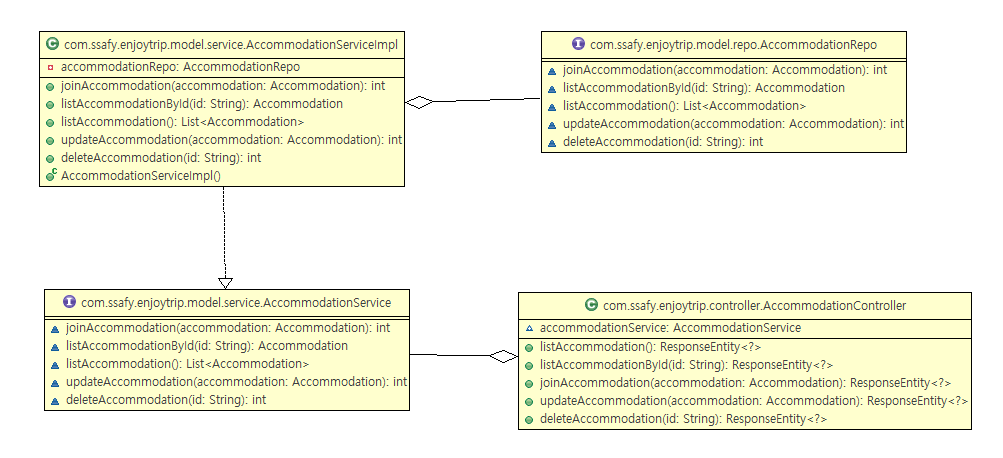 C com.ssafy.enjoytrip.model.service.AccommodationServiceImpl
accommodationRepo: AccommodationRepo
joinAccommodation(accommodation: Accommodation): int
listAccommodationById(id: String): Accommodation
listAccommodation(): List<Accommodation>
updateAccommodation(accommodation: Accommodation): int
deleteAccommodation(id: String): int
C AccommodationServiceImpl()
I com.ssafy.enjoytrip.model.repo.AccommodationRepo
joinAccommodation(accommodation: Accommodation): int
listAccommodationById(id: String): Accommodation
listAccommodation(): List<Accommodation>
updateAccommodation(accommodation: Accommodation): int
deleteAccommodation(id: String): int
I com.ssafy.enjoytrip.model.service.AccommodationService
joinAccommodation(accommodation: Accommodation): int
listAccommodationById(id: String): Accommodation
listAccommodation(): List<Accommodation>
updateAccommodation(accommodation: Accommodation): int
deleteAccommodation(id: String): int
C com.ssafy.enjoytrip.controller.AccommodationController
accommodationService: AccommodationService
listAccommodation(): ResponseEntity<?>
listAccommodationById(id: String): ResponseEntity<?>
joinAccommodation(accommodation: Accommodation): ResponseEntity<?>
updateAccommodation(accommodation: Accommodation): ResponseEntity<?>
deleteAccommodation(id: String): ResponseEntity<?>